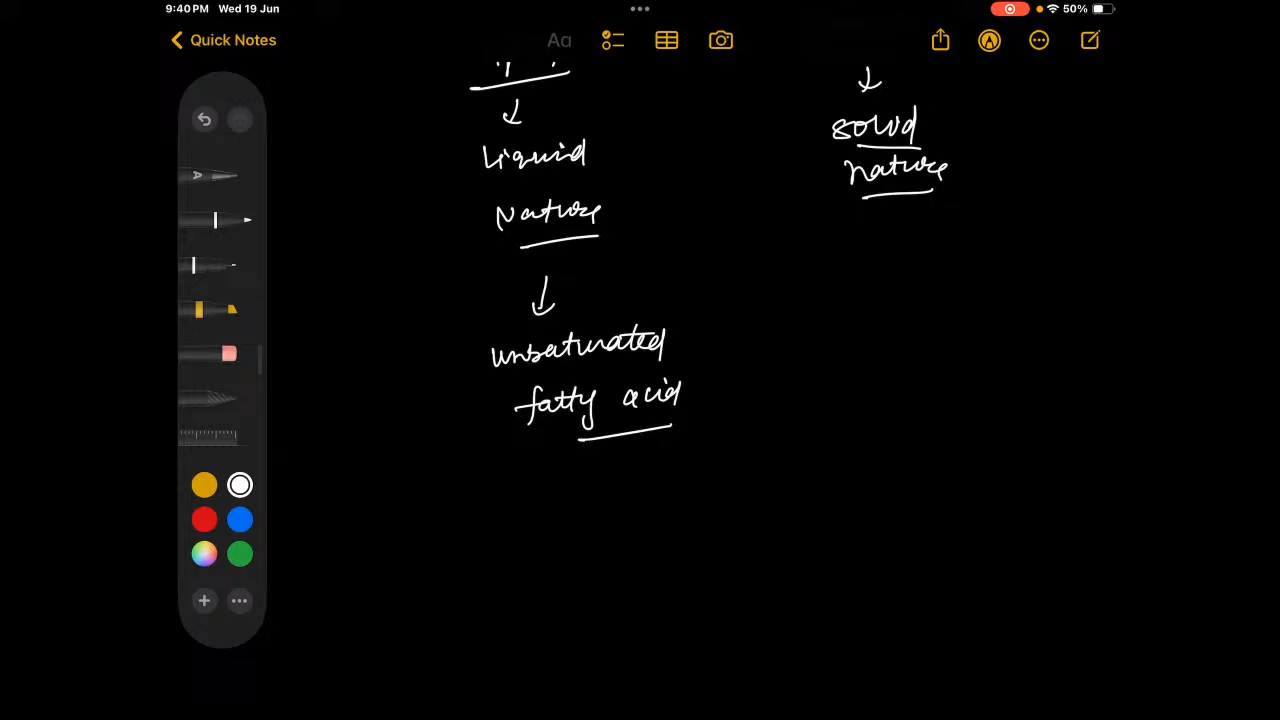 9:40 PM Wed 19 Jun
50%
Quick Notes
Aa
Liquid
Nature
unsaturated
fatty acid
solid
nature
A